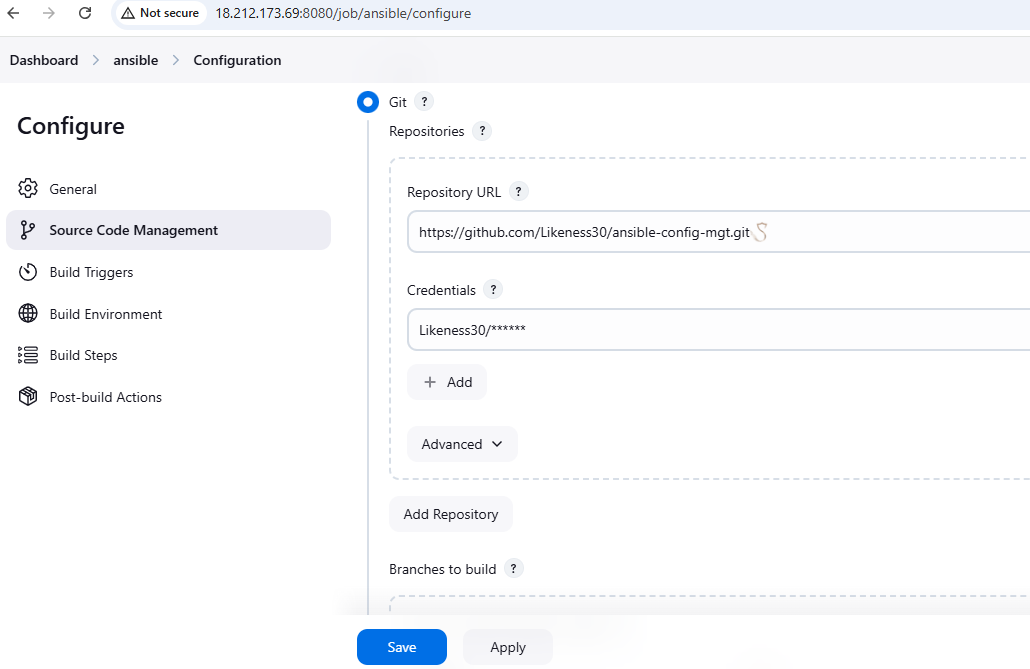 Not secure 18.212.173.69:8080/job/ansible/configure
Dashboard > ansible > Configuration
Configure
General
Source Code Management
Build Triggers
Build Environment
Build Steps
Post-build Actions
Git ?
Repositories ?
Repository URL ?
https://github.com/Likeness30/ansible-config-mgt.git
Credentials ?
Likeness30/******
+ Add
Advanced
Add Repository
Branches to build ?
Save Apply